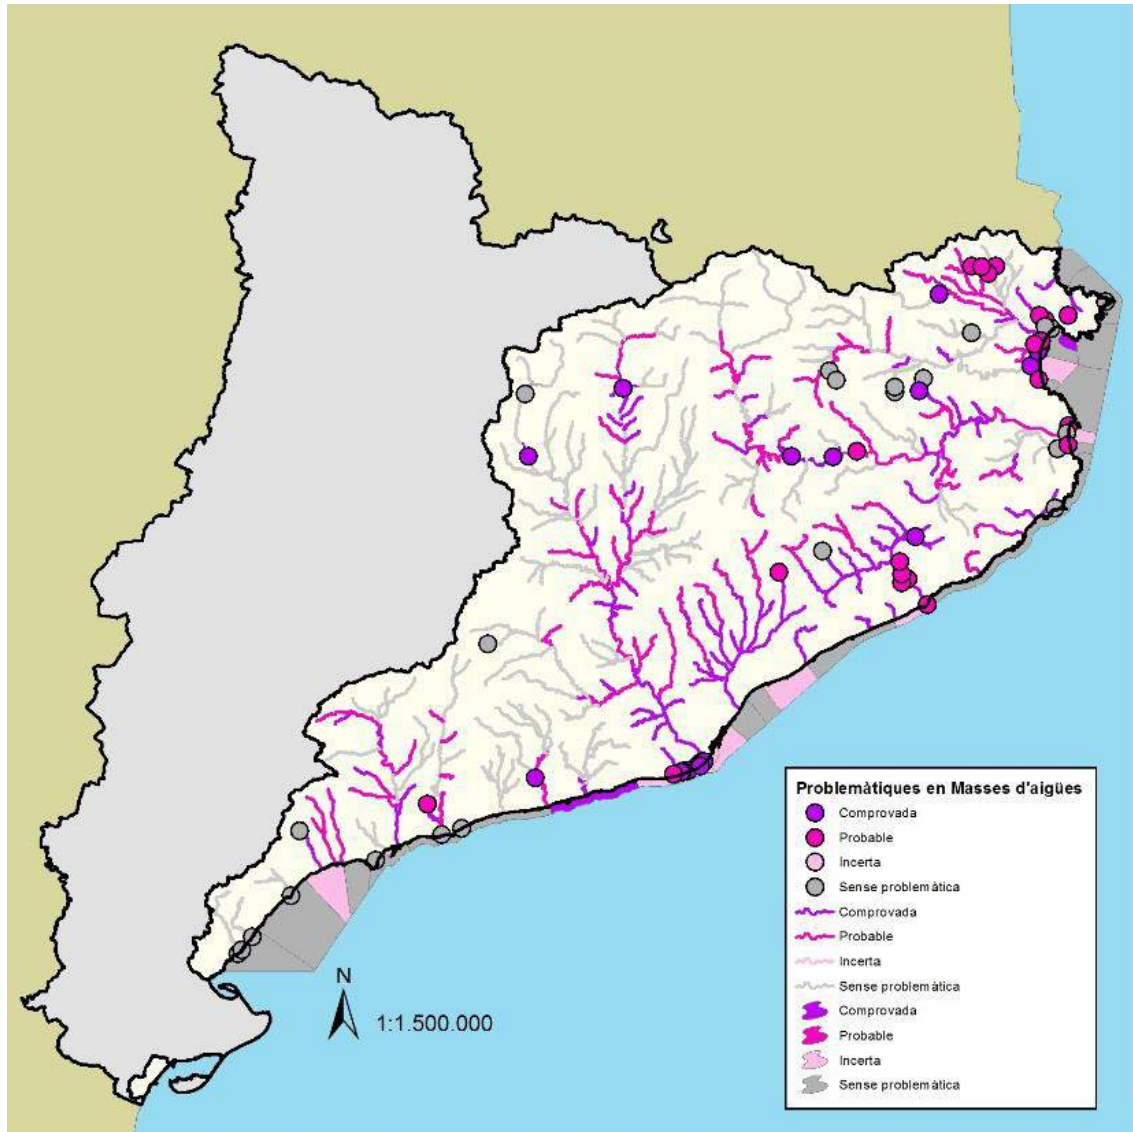 Problemàtiques en Masses d'aigües
Comprovada
Probable
Incerta
Sense problemàtica
Comprovada
Probable
Incerta
Sense problemàtica
Comprovada
Probable
Incerta
Sense problemàtica
N
1:1.500.000